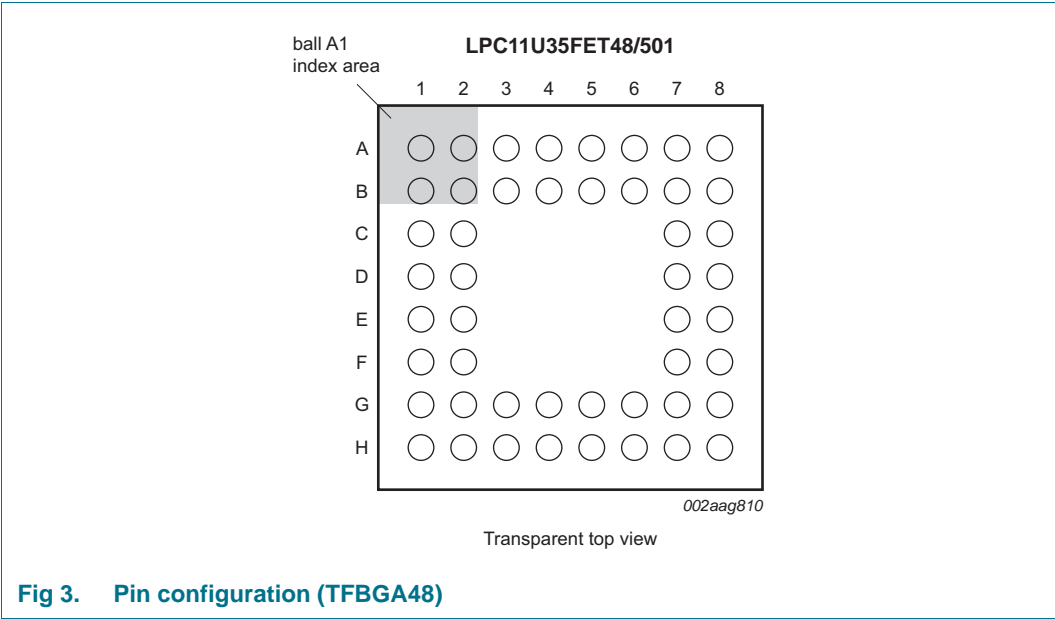 ball A1
index area
LPC11U35FET48/501
1 2 3 4 5 6 7 8
A
B
C
D
E
F
G
H
002aag810
Transparent top view
Fig 3. Pin configuration (TFBGA48)